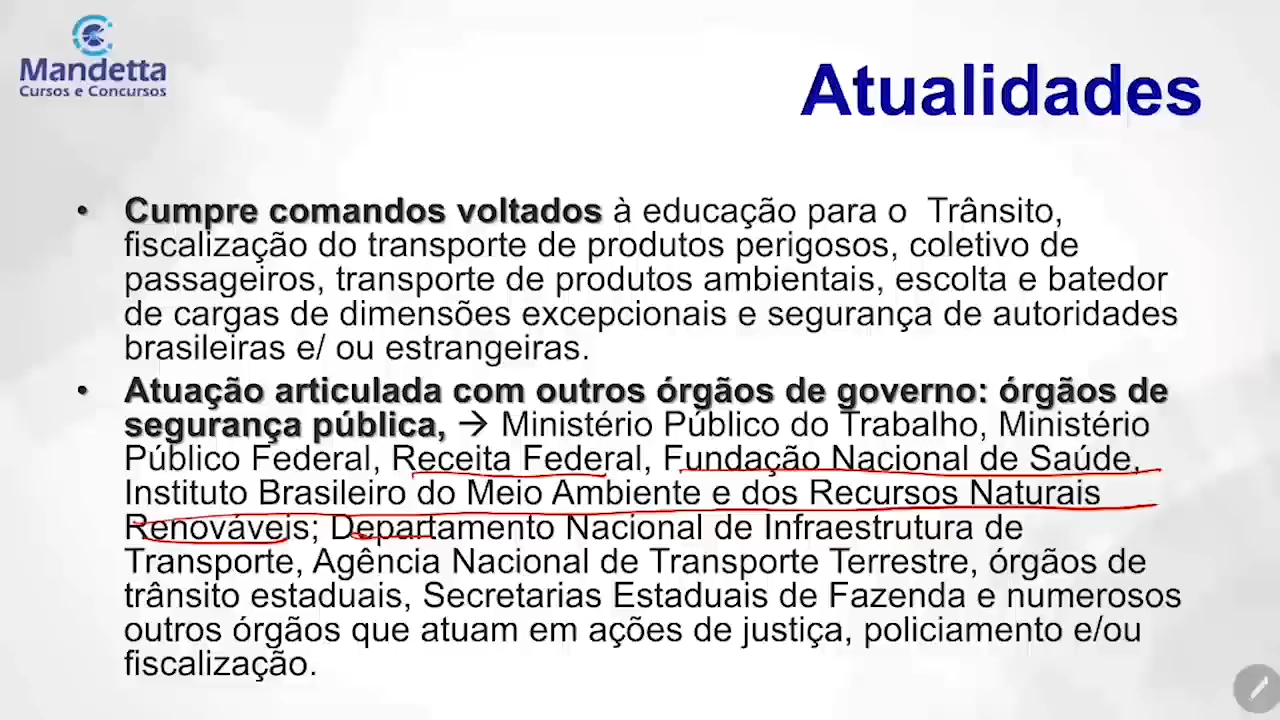 Mandetta
Cursos e Concursos
Atualidades
• Cumpre comandos voltados à educação para o Trânsito,
fiscalização do transporte de produtos perigosos, coletivo de
passageiros, transporte de produtos ambientais, escolta e batedor
de cargas de dimensões excepcionais e segurança de autoridades
brasileiras e/ ou estrangeiras.
• Atuação articulada com outros órgãos de governo: órgãos de
segurança pública, → Ministério Público do Trabalho, Ministério
Público Federal, Receita Federal, Fundação Nacional de Saúde,
Instituto Brasileiro do Meio Ambiente e dos Recursos Naturais
Renováveis; Departamento Nacional de Infraestrutura de
Transporte, Agência Nacional de Transporte Terrestre, órgãos de
trânsito estaduais, Secretarias Estaduais de Fazenda e numerosos
outros órgãos que atuam em ações de justiça, policiamento e/ou
fiscalização.